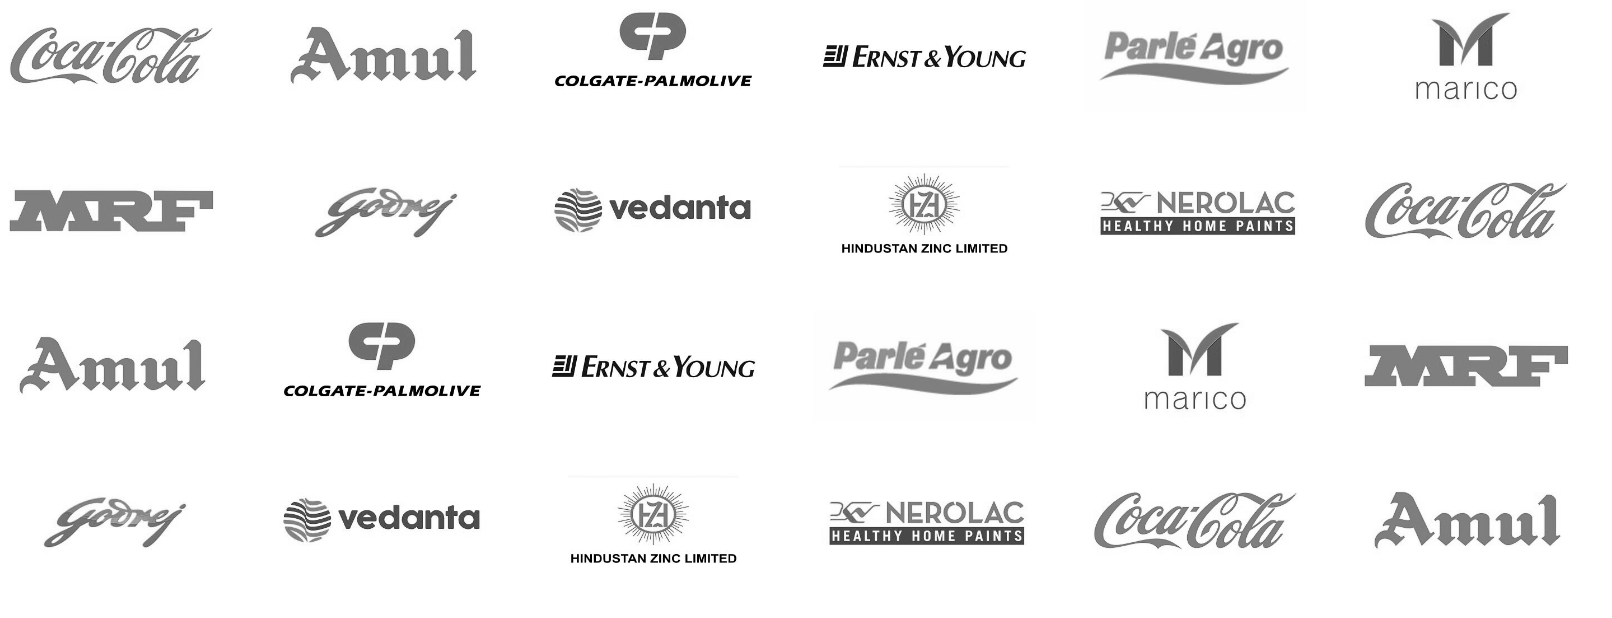 Coca-Cola
Amul
COLGATE-PALMOLIVE
ERNST & YOUNG
Parlé Agro
marico
MRF
Godrej
vedanta
HINDUSTAN ZINC LIMITED
NEROLAC
HEALTHY HOME PAINTS
Coca-Cola
Amul
COLGATE-PALMOLIVE
ERNST & YOUNG
Parlé Agro
marico
MRF
Godrej
vedanta
HINDUSTAN ZINC LIMITED
NEROLAC
HEALTHY HOME PAINTS
Coca-Cola
Amul